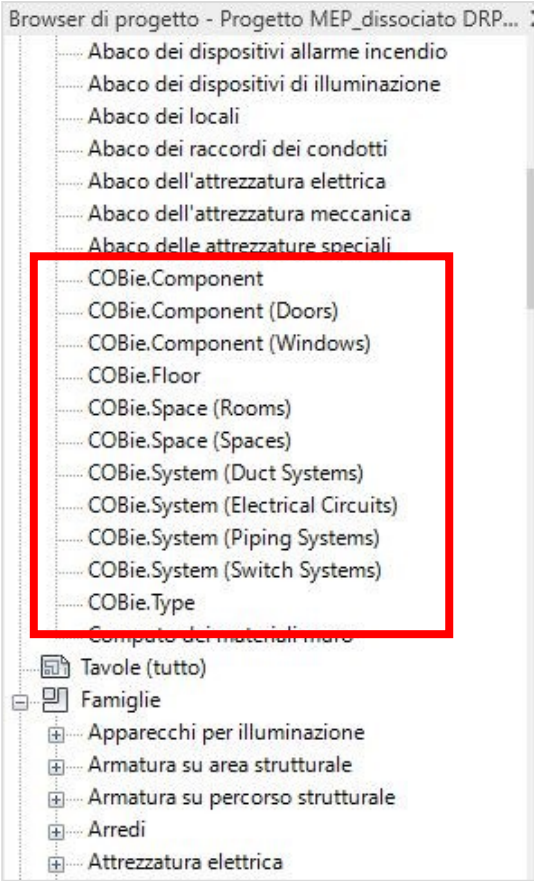 Browser di progetto - Progetto MEP_dissociato DRP...
Abaco dei dispositivi allarme incendio
Abaco dei dispositivi di illuminazione
Abaco dei locali
Abaco dei raccordi dei condotti
Abaco dell'attrezzatura elettrica
Abaco dell'attrezzatura meccanica
Abaco delle attrezzature speciali
COBie.Component
COBie.Component (Doors)
COBie.Component (Windows)
COBie.Floor
COBie.Space (Rooms)
COBie.Space (Spaces)
COBie.System (Duct Systems)
COBie.System (Electrical Circuits)
COBie.System (Piping Systems)
COBie.System (Switch Systems)
COBie.Type
Computo dei materiali muro
Tavole (tutto)
Famiglie
Apparecchi per illuminazione
Armatura su area strutturale
Armatura su percorso strutturale
Arredi
Attrezzatura elettrica